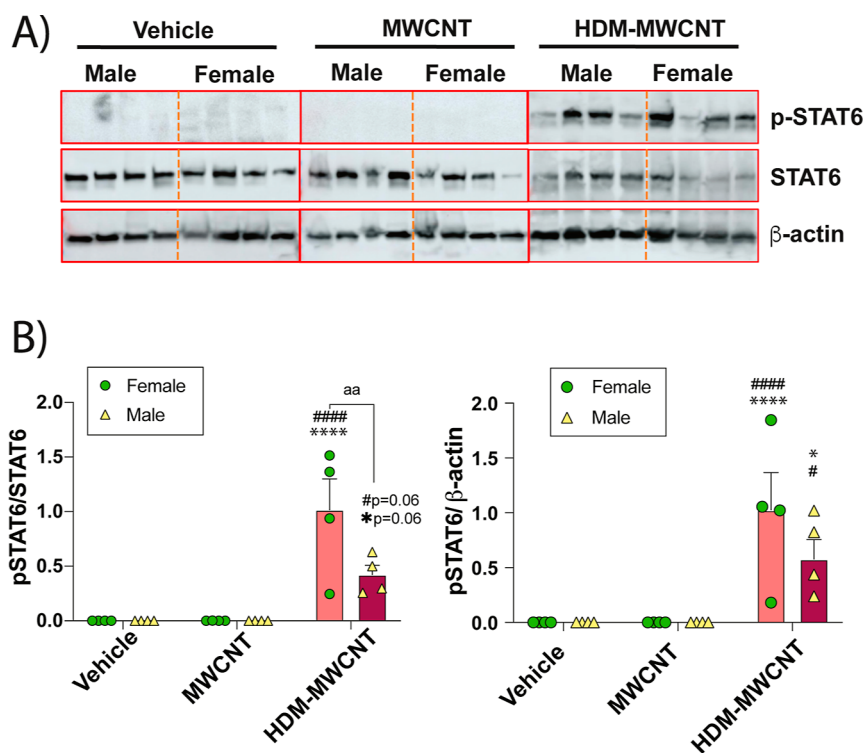 A)
Vehicle MWCNT HDM-MWCNT
Male Female Male Female Male Female
p-STAT6
STAT6
β-actin
B)
Female
Male
aa
####
****
#p=0.06
*p=0.06
pSTAT6/STAT6
2.0
1.5
1.0
0.5
0.0
Vehicle
MWCNT
HDM-MWCNT
Female
Male
####
****
*
#
pSTAT6/β-actin
2.0
1.5
1.0
0.5
0.0
Vehicle
MWCNT
HDM-MWCNT